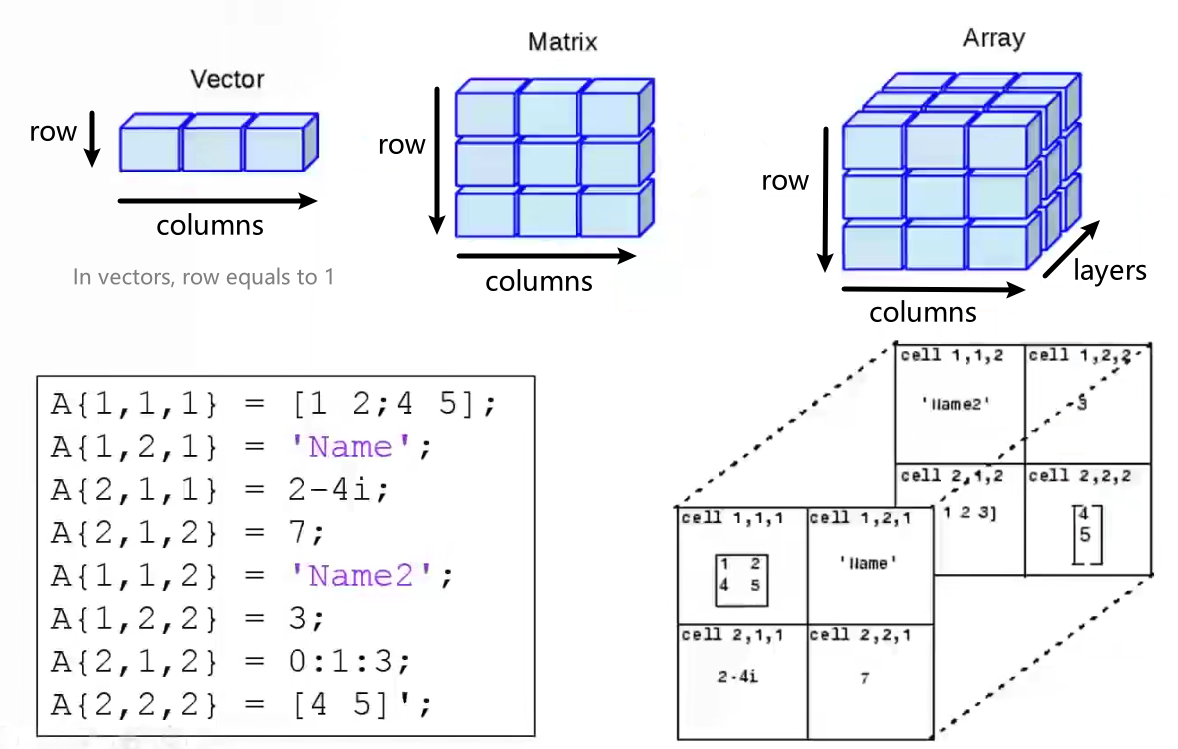 Vector
Matrix
Array
row
columns
In vectors, row equals to 1
row
columns
row
columns
layers
A{1,1,1} = [1 2;4 5];
A{1,2,1} = 'Name';
A{2,1,1} = 2-4i;
A{2,1,2} = 7;
A{1,1,2} = 'Name2';
A{1,2,2} = 3;
A{2,1,2} = 0:1:3;
A{2,2,2} = [4 5]';
cell 1,1,2
cell 1,2,2
'Name2'
3
cell 2,1,2
cell 2,2,2
1 2 3]
4
5
cell 1,1,1
cell 1,2,1
1 2
4 5
'Name'
cell 2,1,1
cell 2,2,1
2-4i
7